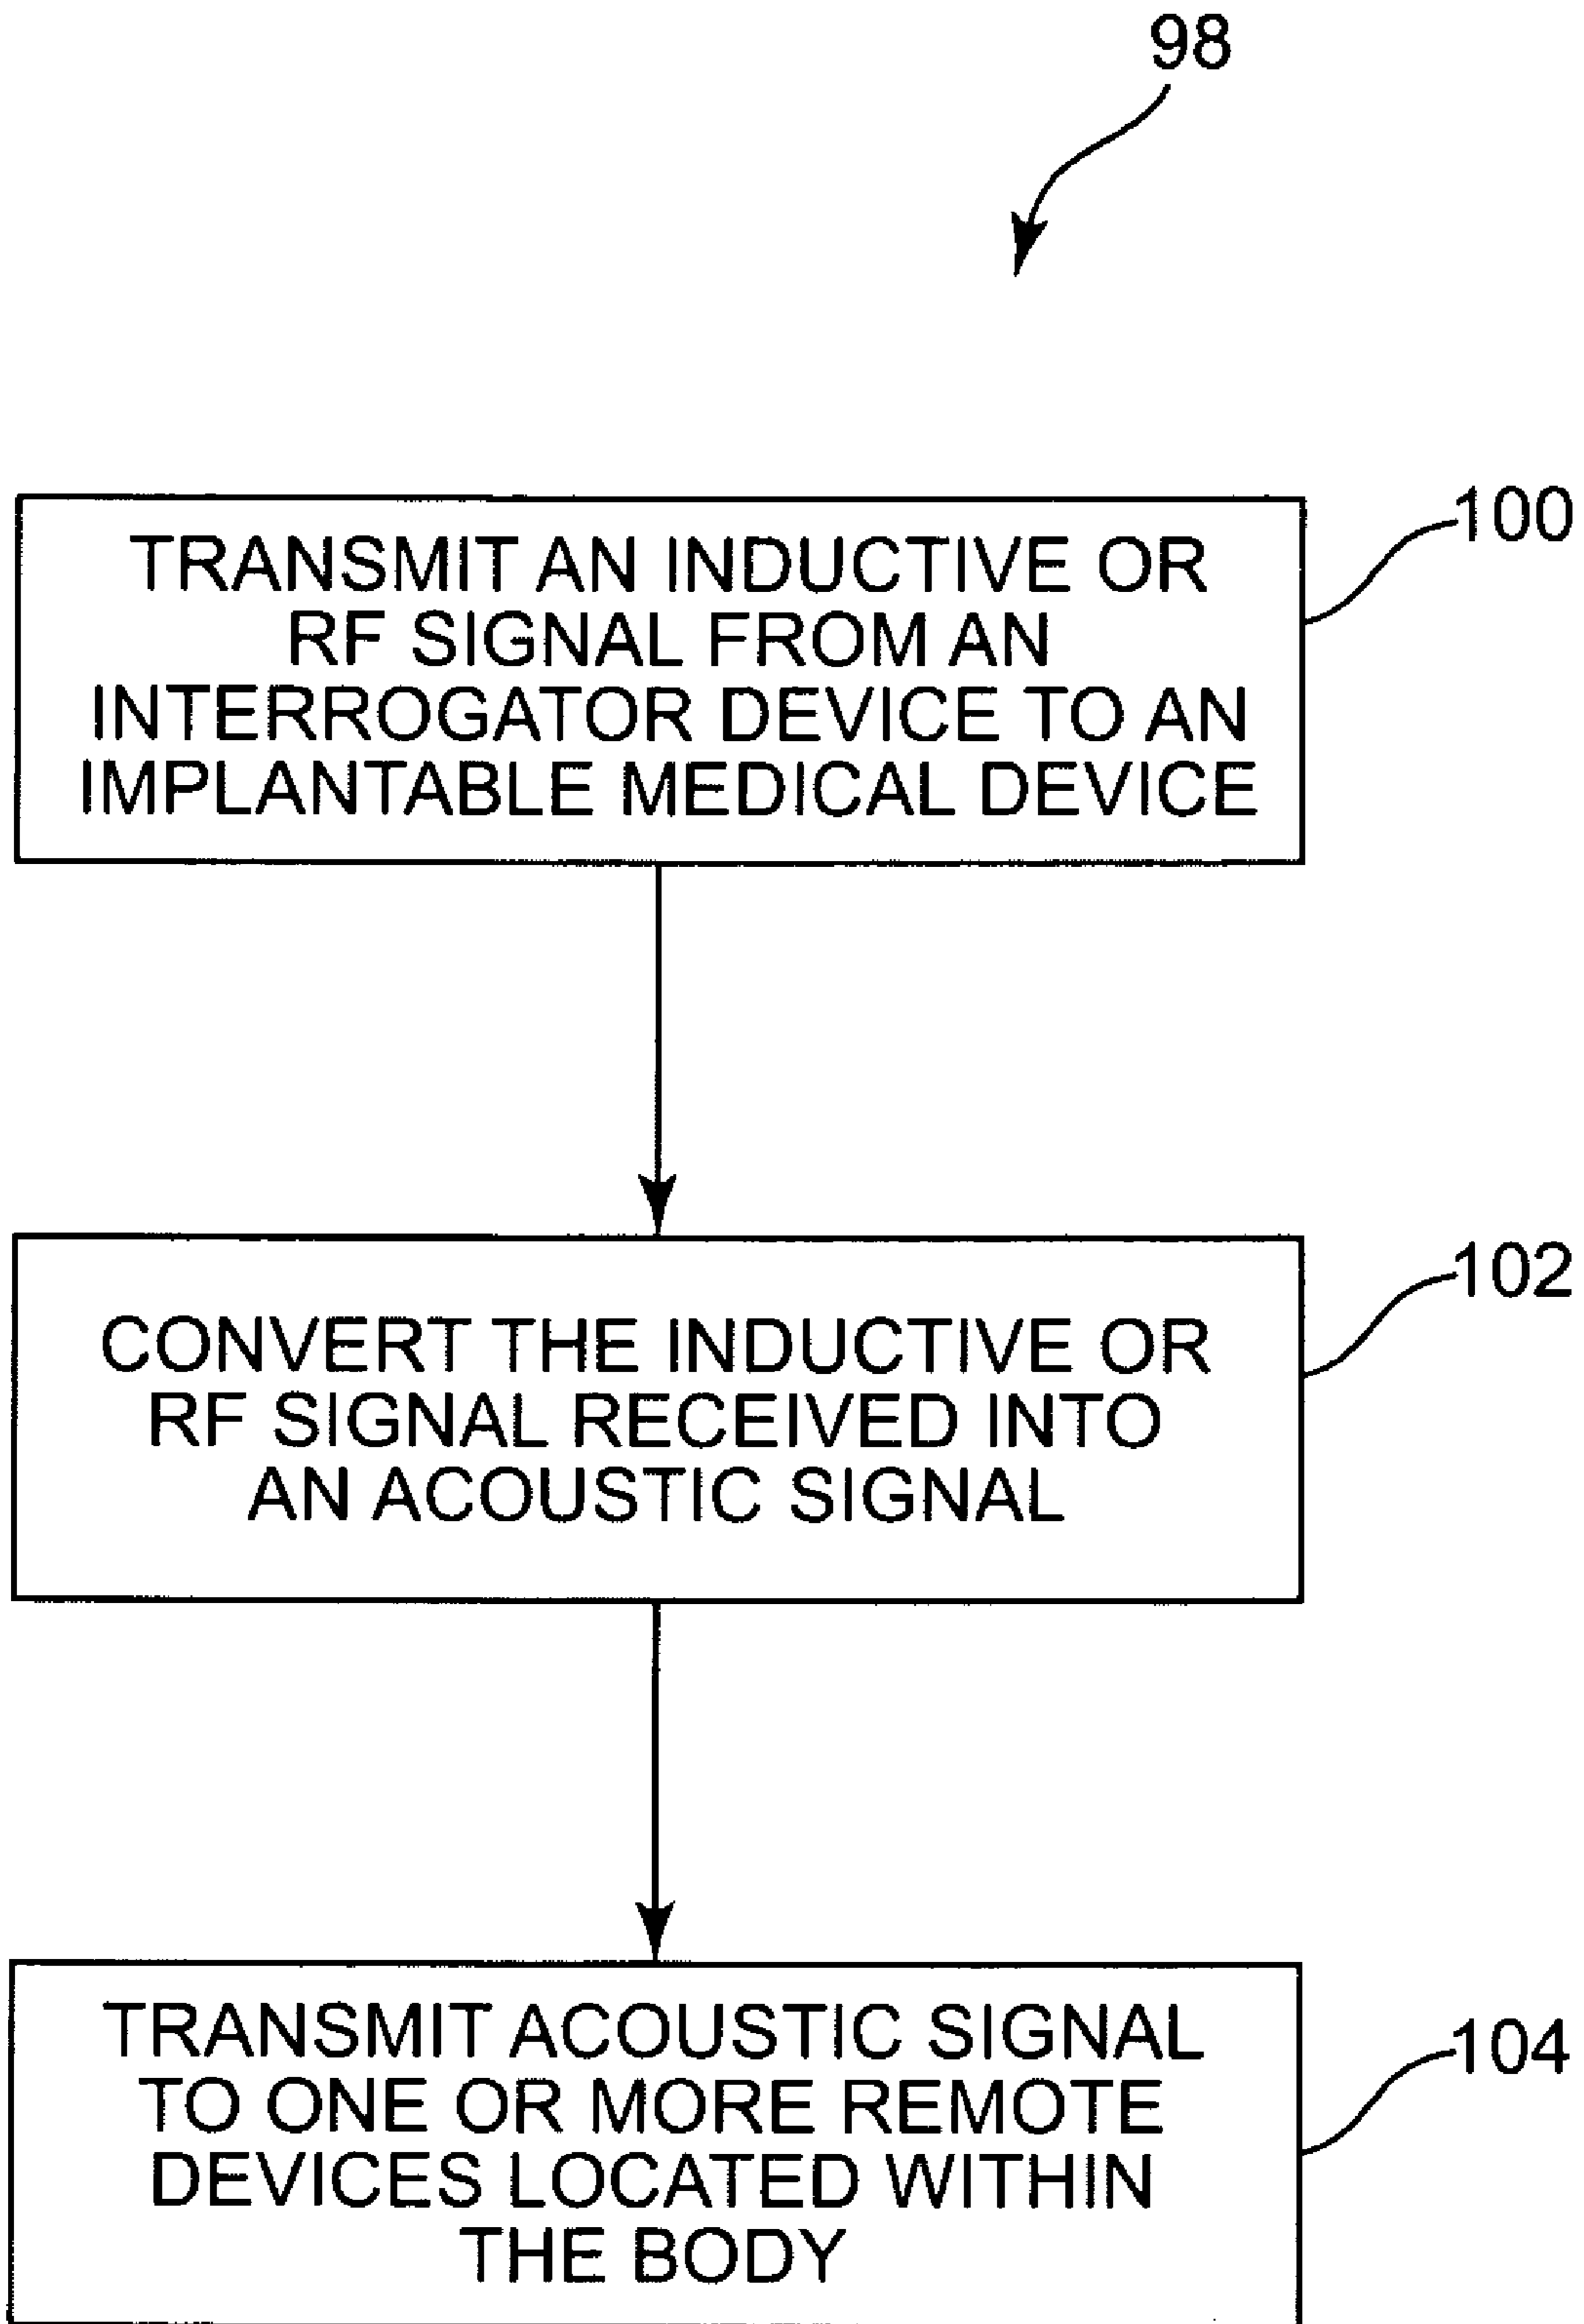 98
TRANSMIT AN INDUCTIVE OR
RF SIGNAL FROM AN
INTERROGATOR DEVICE TO AN
IMPLANTABLE MEDICAL DEVICE
100
CONVERT THE INDUCTIVE OR
RF SIGNAL RECEIVED INTO
AN ACOUSTIC SIGNAL
102
TRANSMIT ACOUSTIC SIGNAL
TO ONE OR MORE REMOTE
DEVICES LOCATED WITHIN
THE BODY
104